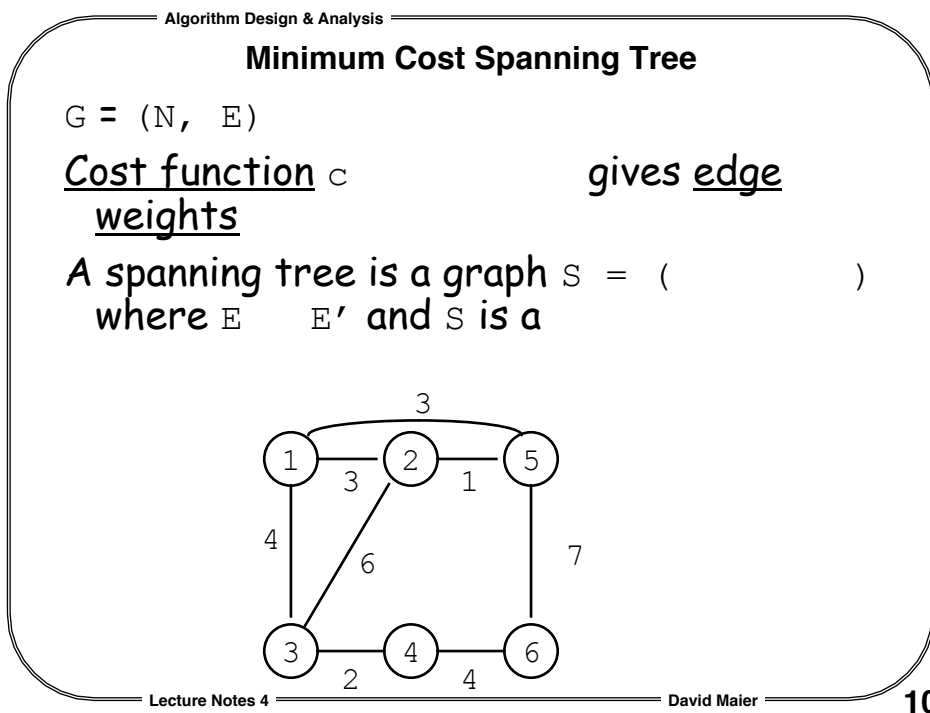 Algorithm Design & Analysis
Minimum Cost Spanning Tree
G = (N, E)
Cost function c gives edge
weights
A spanning tree is a graph S = ( )
where E E′ and S is a
3
1 2 5
3 1
4 6 7
3 4 6
2 4
Lecture Notes 4 David Maier 10